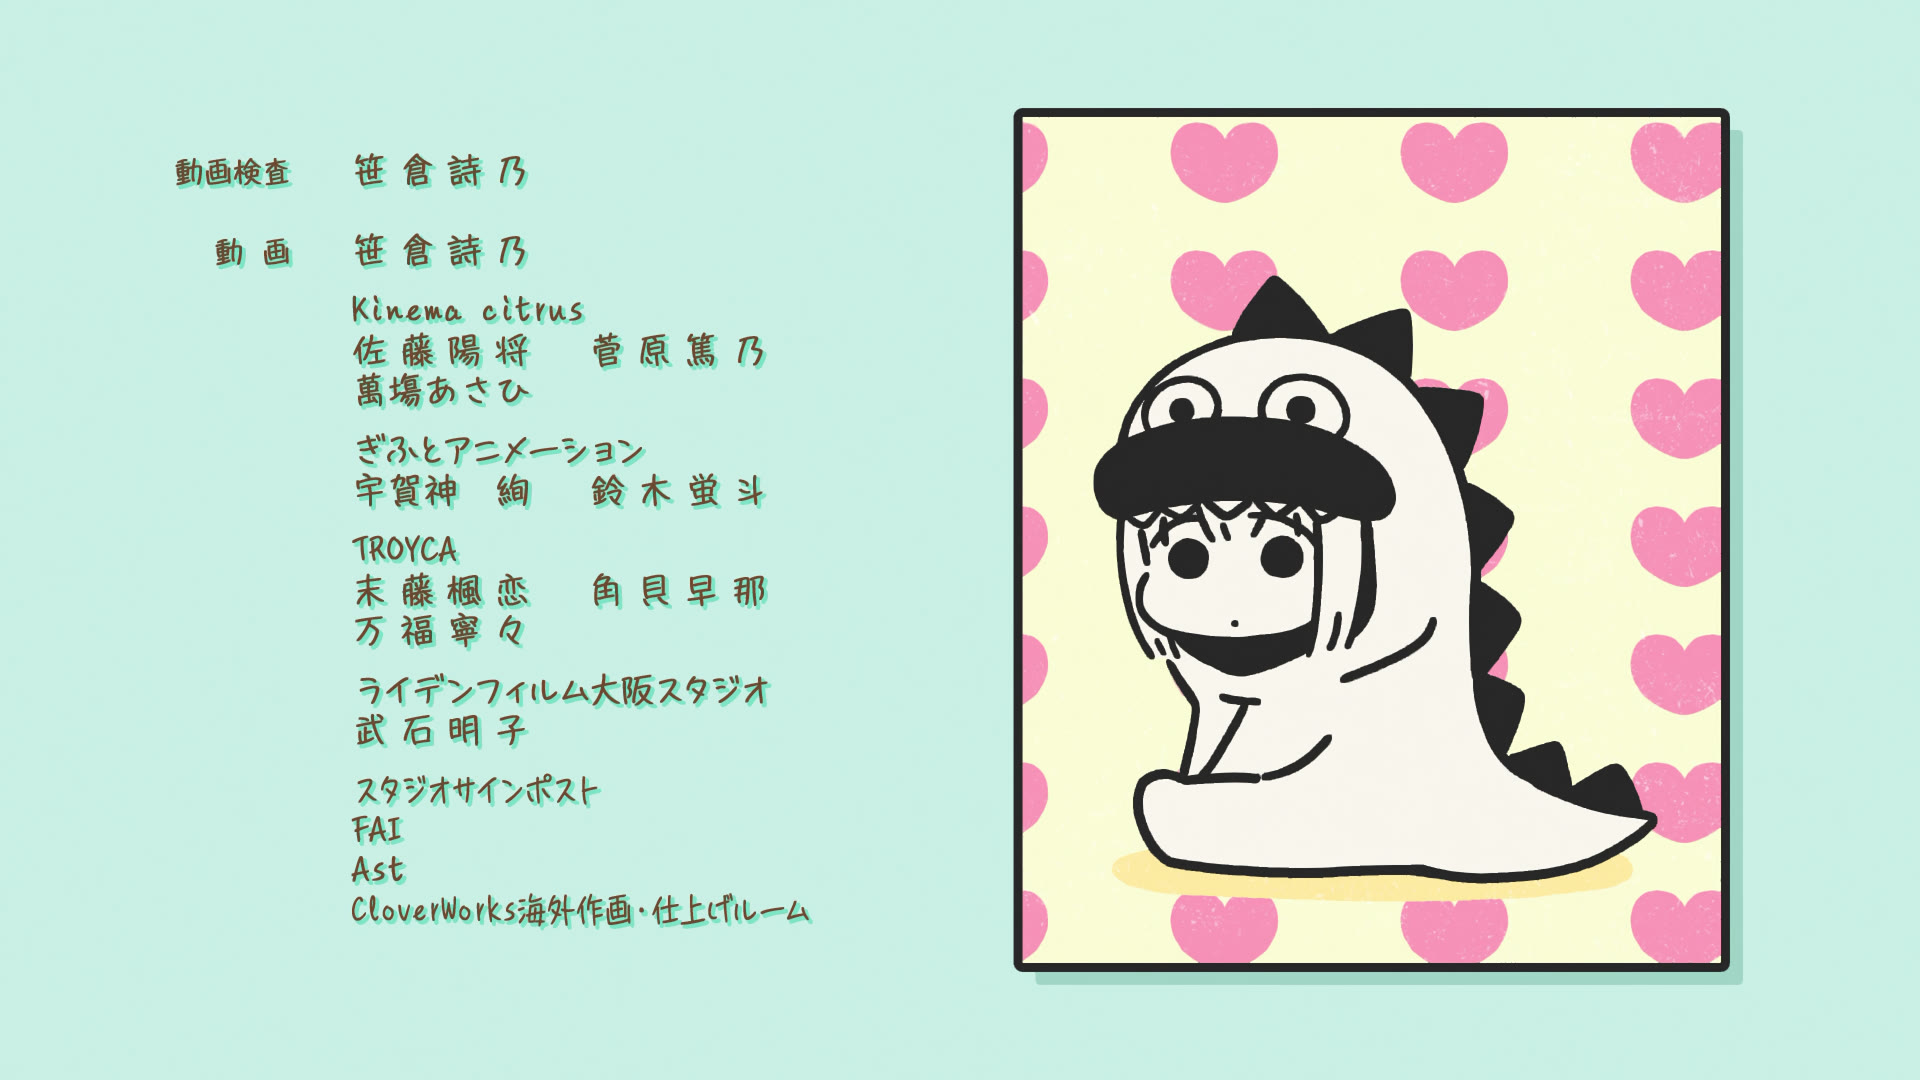 動画検査 笹倉詩乃
動画 笹倉詩乃
Kinema citrus
佐藤陽将 菅原篤乃
萬塲あさひ
ぎふとアニメーション
宇賀神 絢 鈴木蛍斗
TROYCA
末藤楓恋 角貝早那
万福寧々
ライデンフィルム大阪スタジオ
武石明子
スタジオサインポスト
FAI
Ast
CloverWorks海外作画・仕上げルーム